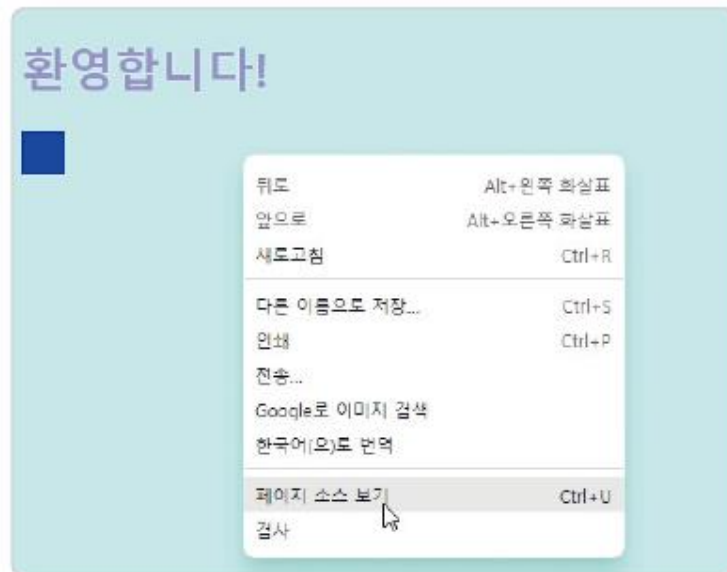 환영합니다!
뒤로 Alt+왼쪽 화살표
앞으로 Alt+오른쪽 화살표
새로고침 Ctrl+R
다른 이름으로 저장... Ctrl+S
인쇄 Ctrl+P
전송...
Google로 이미지 검색
한국어(으)로 번역
페이지 소스 보기 Ctrl+U
검사